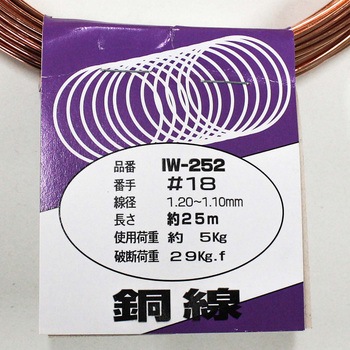 品番 IW-252
番手 #18
線径 1.20~1.10mm
長さ 約25m
使用荷重 約 5Kg
破断荷重 29Kg.f
銅線